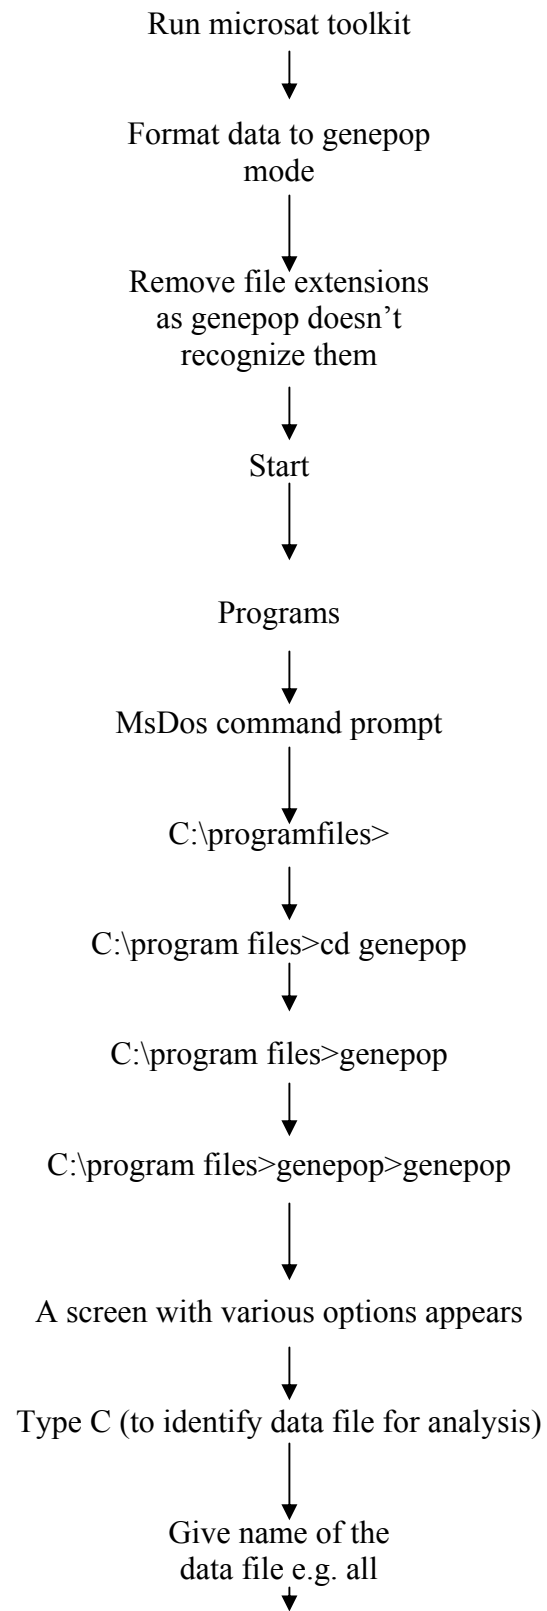 Run microsat toolkit
Format data to genepop
mode
Remove file extensions
as genepop doesn’t
recognize them
Start
Programs
MsDos command prompt
C:\programfiles>
C:\program files>cd genepop
C:\program files>genepop
C:\program files>genepop>genepop
A screen with various options appears
Type C (to identify data file for analysis)
Give name of the
data file e.g. all